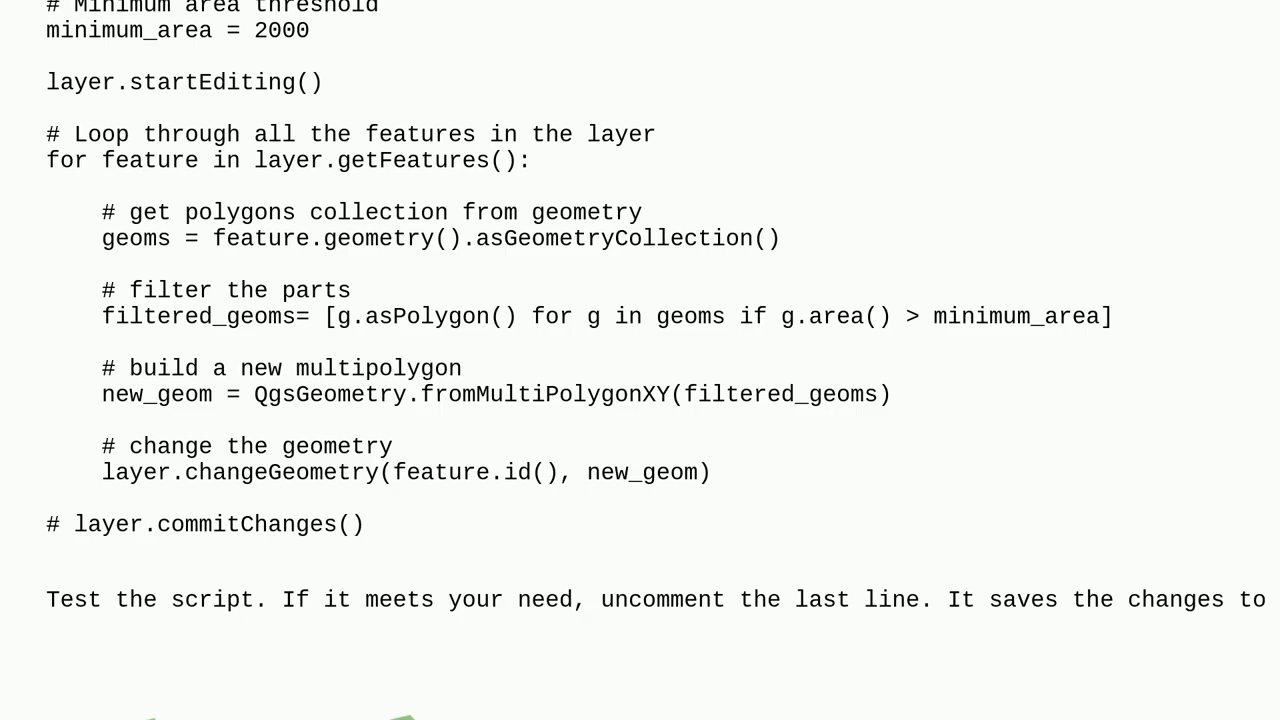 # Minimum area threshold
minimum_area = 2000
layer.startEditing()
# Loop through all the features in the layer
for feature in layer.getFeatures():
# get polygons collection from geometry
geoms = feature.geometry().asGeometryCollection()
# filter the parts
filtered_geoms= [g.asPolygon() for g in geoms if g.area() > minimum_area]
# build a new multipolygon
new_geom = QgsGeometry.fromMultiPolygonXY(filtered_geoms)
# change the geometry
layer.changeGeometry(feature.id(), new_geom)
# layer.commitChanges()
Test the script. If it meets your need, uncomment the last line. It saves the changes to